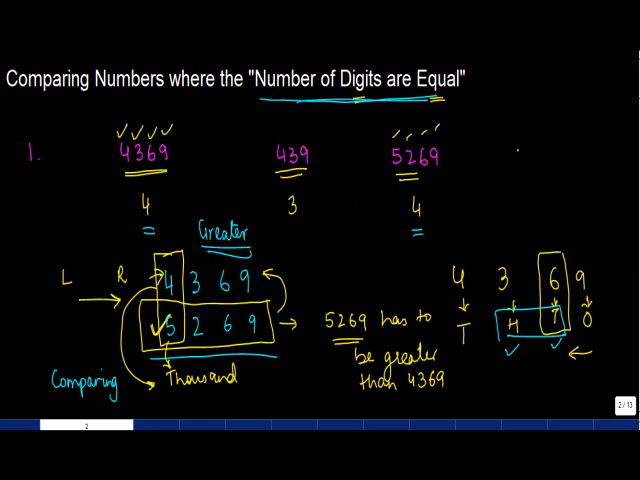 Comparing Numbers where the "Number of Digits are Equal"
1. 4369 439 5269
4 3 4
= =
Greater
L R 4 3 6 9 4 3 6 9
5 2 6 9 5269 has to T H T O
be greater
Comparing Thousand than 4369
2 / 13
2